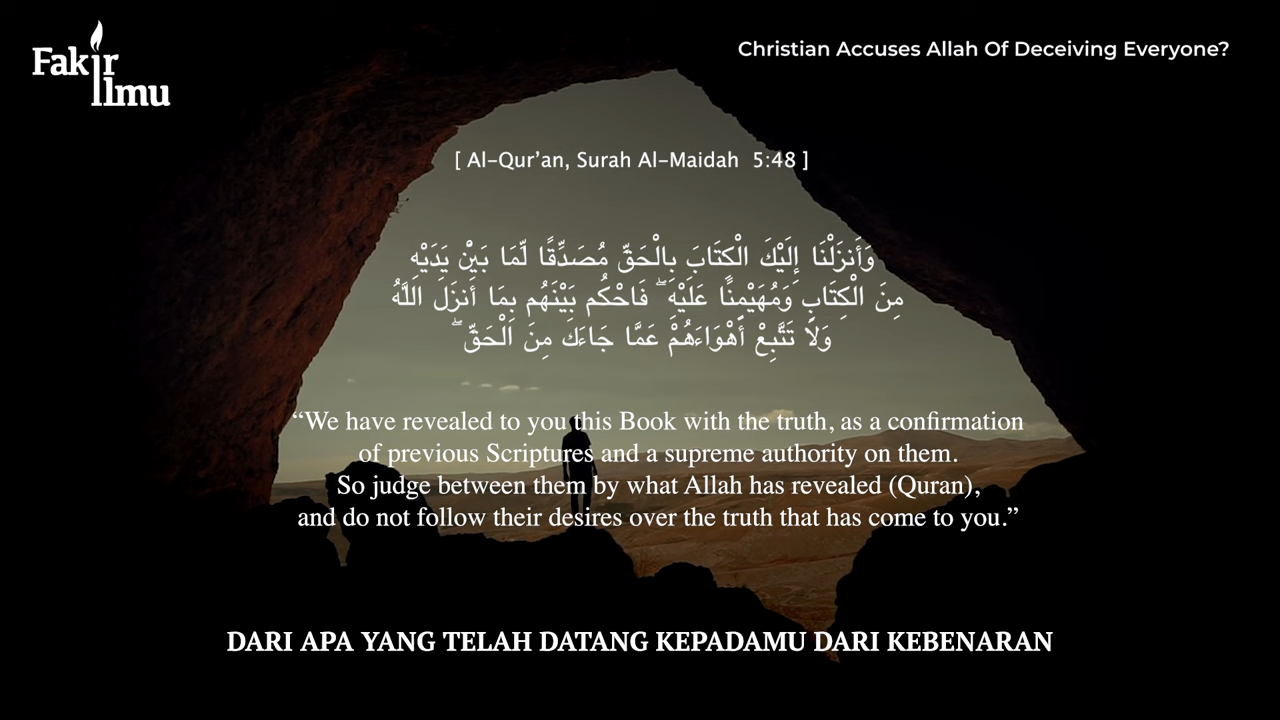 Fakir
Ilmu
Christian Accuses Allah Of Deceiving Everyone?
[ Al-Qur’an, Surah Al-Maidah 5:48 ]
وَأَنزَلْنَا إِلَيْكَ الْكِتَابَ بِالْحَقِّ مُصَدِّقًا لِّمَا بَيْنَ يَدَيْهِ
مِنَ الْكِتَابِ وَمُهَيْمِنًا عَلَيْهِ ۖ فَاحْكُم بَيْنَهُم بِمَا أَنزَلَ اللَّهُ
وَلَا تَتَّبِعْ أَهْوَاءَهُمْ عَمَّا جَاءَكَ مِنَ الْحَقِّ ۖ
“We have revealed to you this Book with the truth, as a confirmation
of previous Scriptures and a supreme authority on them.
So judge between them by what Allah has revealed (Quran),
and do not follow their desires over the truth that has come to you.”
DARI APA YANG TELAH DATANG KEPADAMU DARI KEBENARAN